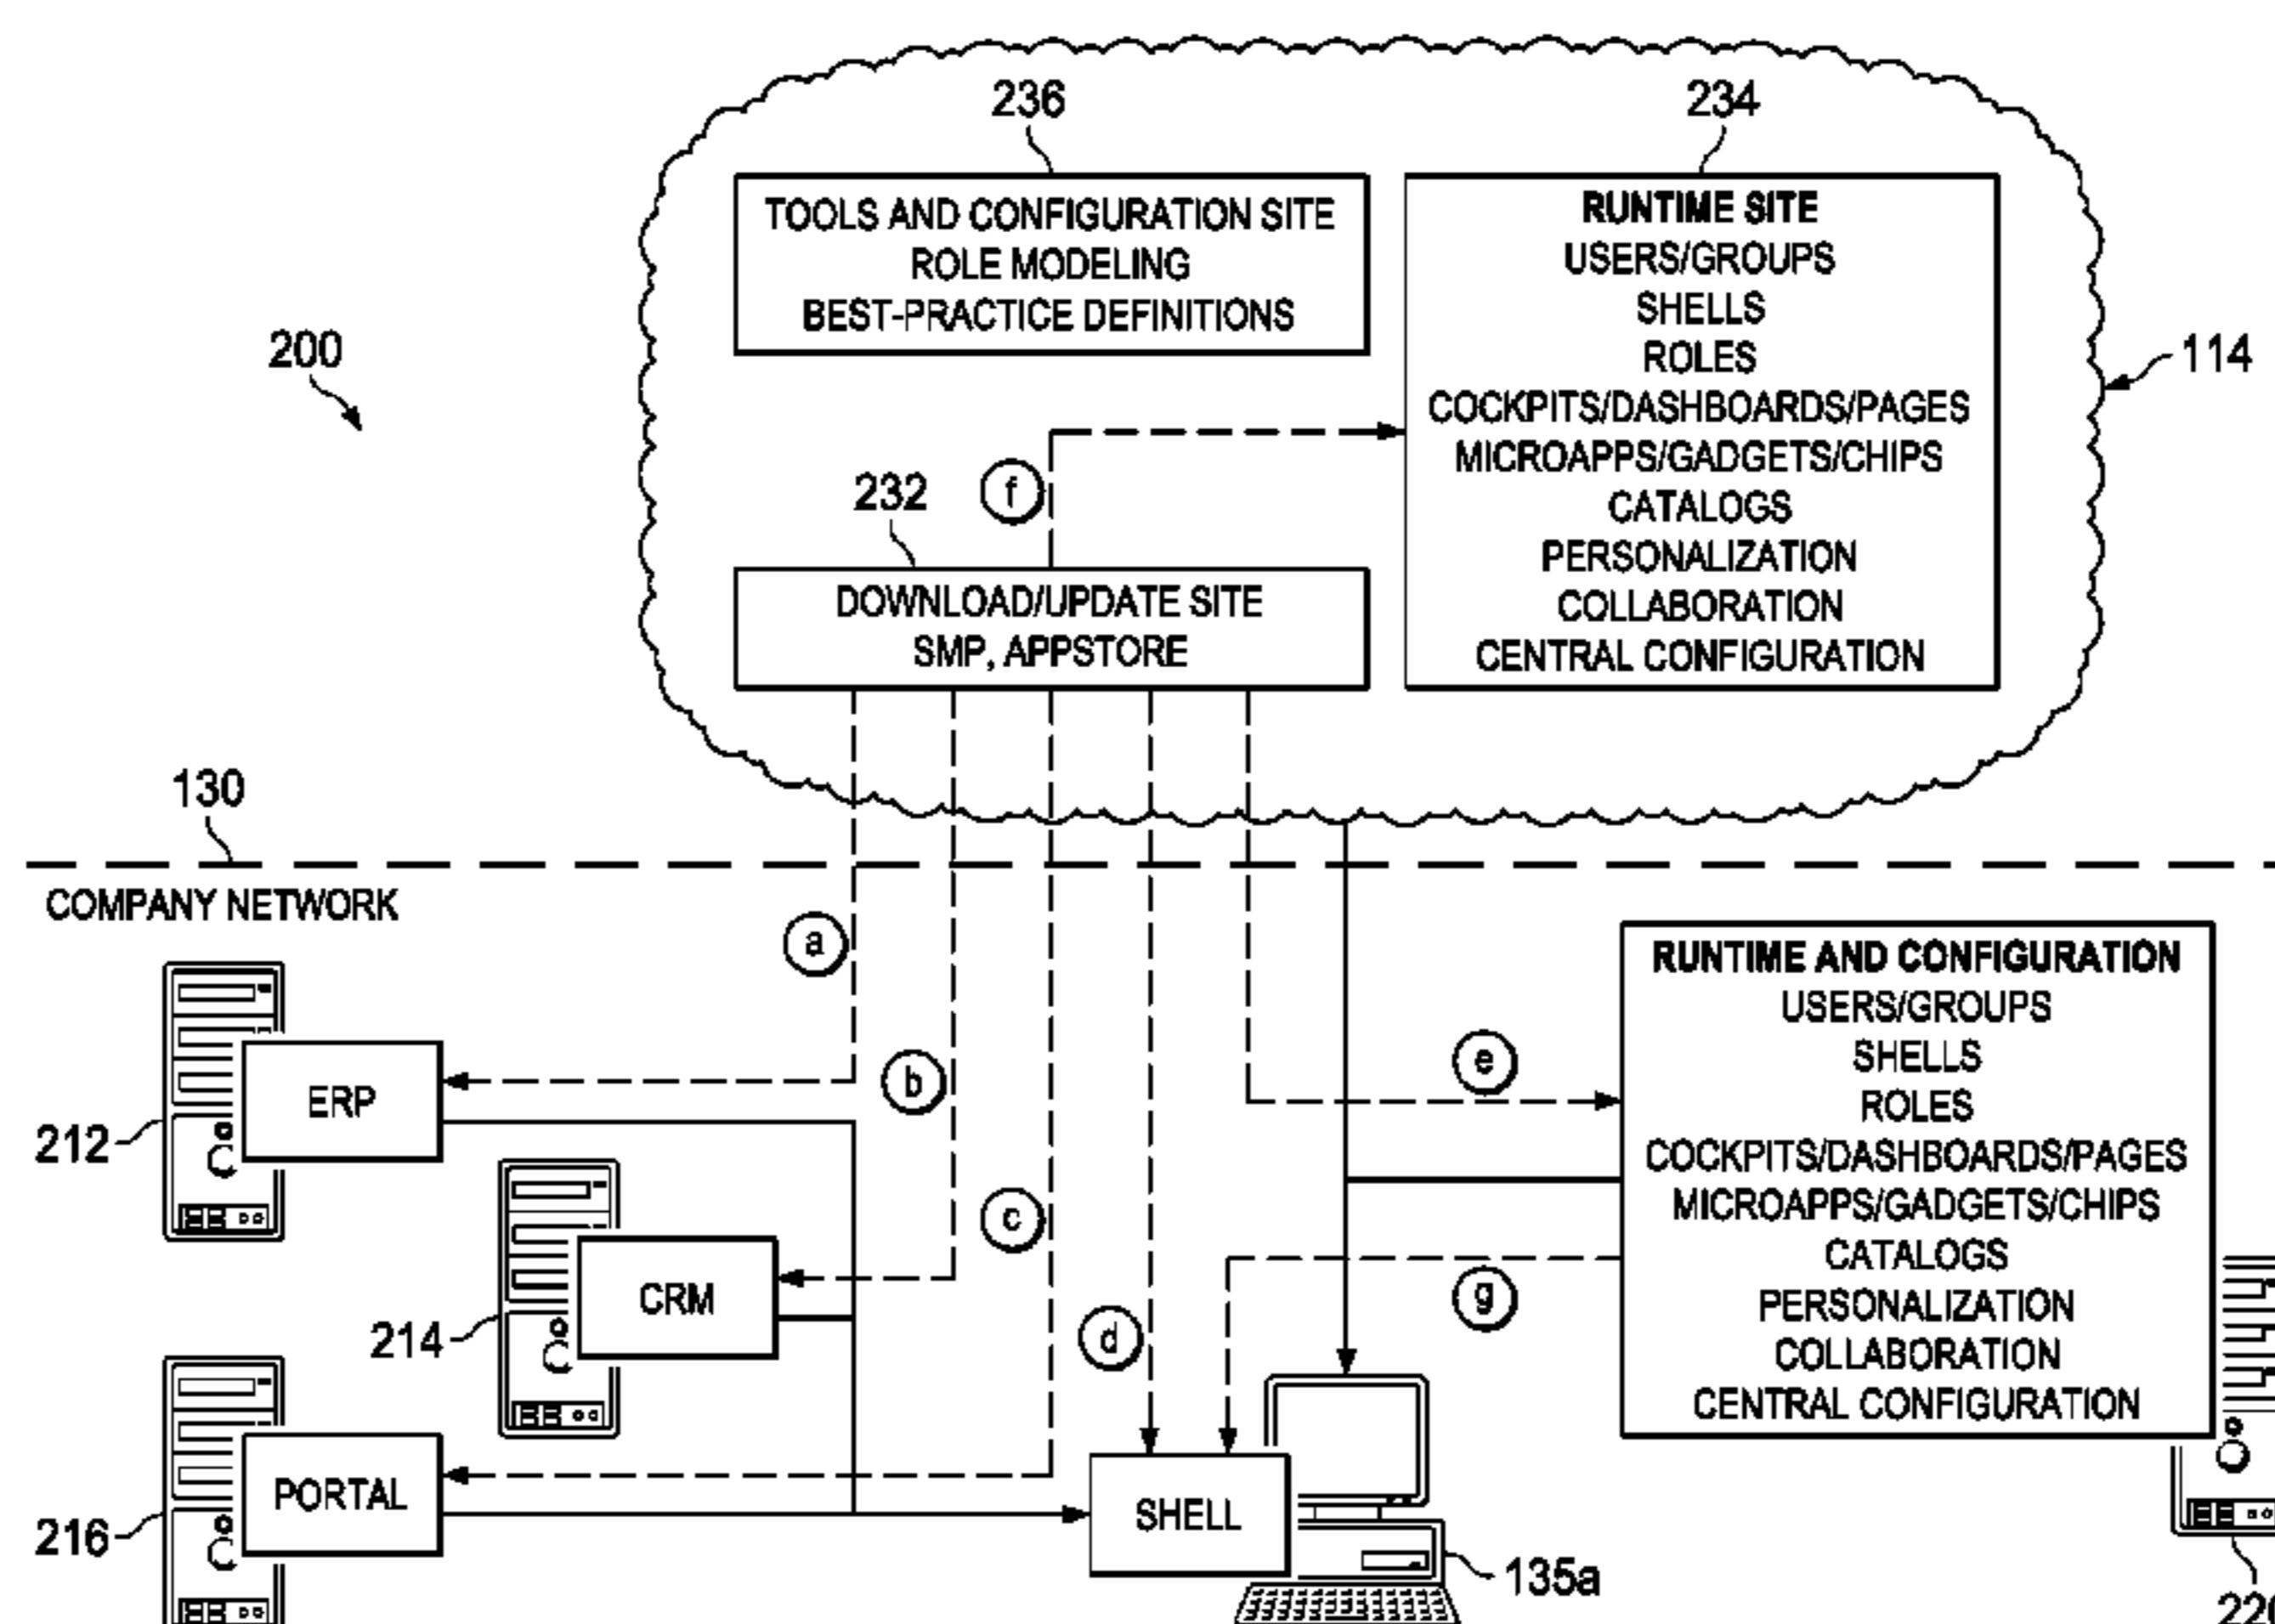 236
234
TOOLS AND CONFIGURATION SITE
ROLE MODELING
BEST-PRACTICE DEFINITIONS
RUNTIME SITE
USERS/GROUPS
SHELLS
ROLES
COCKPITS/DASHBOARDS/PAGES
MICROAPPS/GADGETS/CHIPS
CATALOGS
PERSONALIZATION
COLLABORATION
CENTRAL CONFIGURATION
200
114
232
f
DOWNLOAD/UPDATE SITE
SMP, APPSTORE
130
COMPANY NETWORK
a
b
c
d
e
g
ERP
212
CRM
214
PORTAL
216
SHELL
135a
RUNTIME AND CONFIGURATION
USERS/GROUPS
SHELLS
ROLES
COCKPITS/DASHBOARDS/PAGES
MICROAPPS/GADGETS/CHIPS
CATALOGS
PERSONALIZATION
COLLABORATION
CENTRAL CONFIGURATION